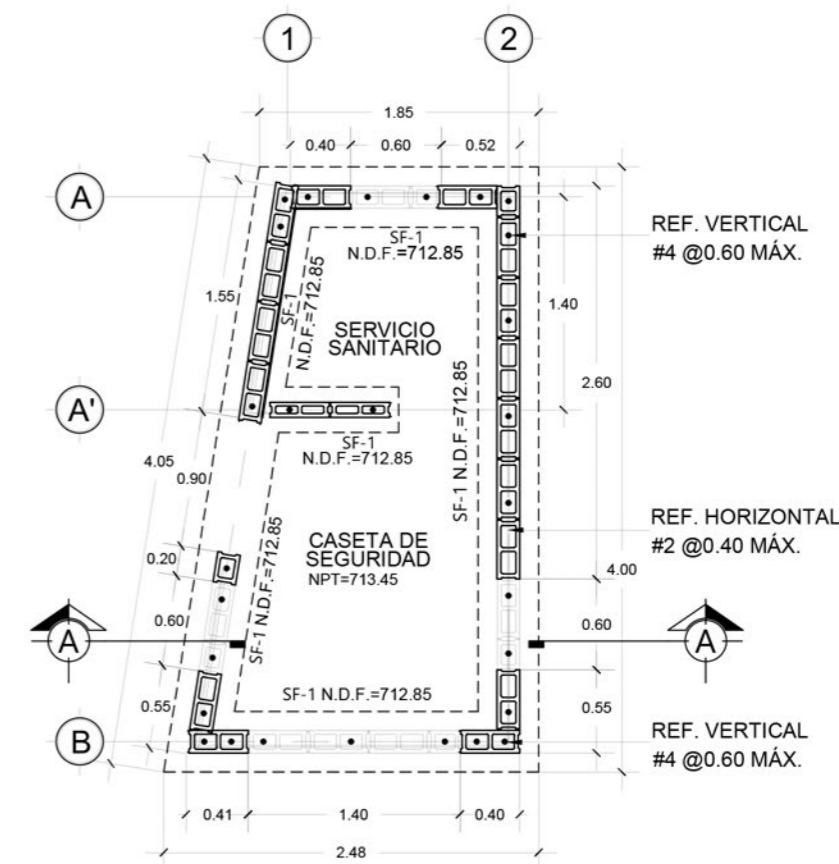 1
2
1.85
0.40
0.60
0.52
A
SF-1
N.D.F.=712.85
REF. VERTICAL
#4 @0.60 MÁX.
1.55
SF-1
N.D.F.=712.85
SERVICIO
SANITARIO
1.40
2.60
A'
SF-1
N.D.F.=712.85
SF-1 N.D.F.=712.85
4.05
0.90
REF. HORIZONTAL
#2 @0.40 MÁX.
CASETA DE
SEGURIDAD
NPT=713.45
SF-1 N.D.F.=712.85
0.20
4.00
0.60
0.60
A
A
0.55
SF-1 N.D.F.=712.85
0.55
B
REF. VERTICAL
#4 @0.60 MÁX.
0.41
1.40
0.40
2.48